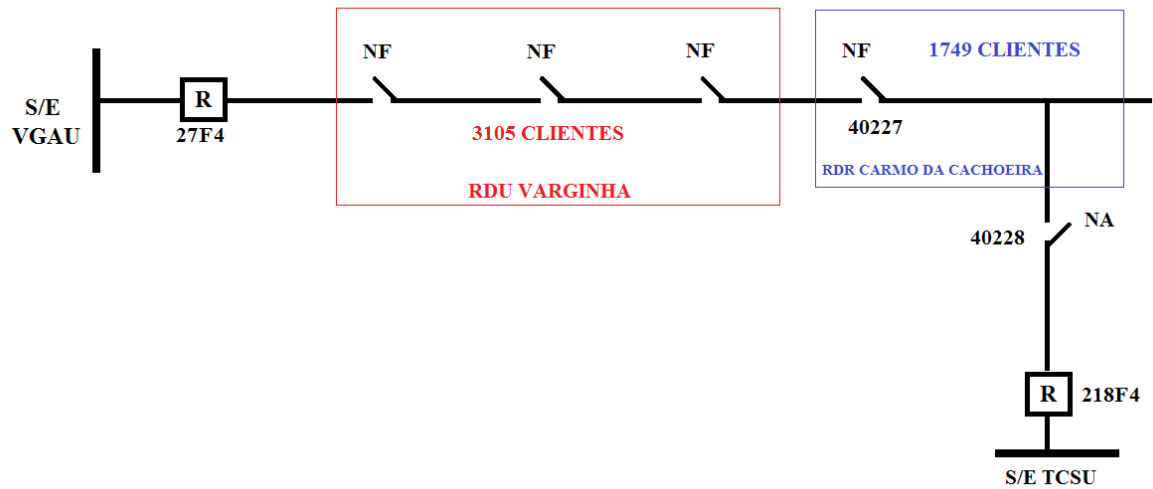 NF
NF
NF
NF
1749 CLIENTES
S/E
VGAU
R
27F4
3105 CLIENTES
40227
RDU VARGINHA
RDR CARMO DA CACHOEIRA
40228
NA
R
218F4
S/E TCSU